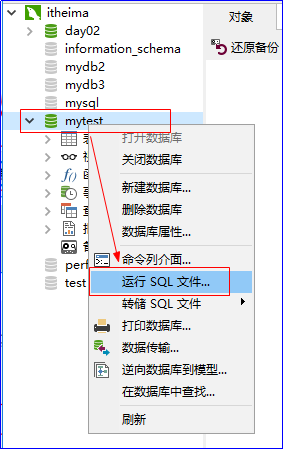 itheima
对象
day02
information_schema
还原备份
mydb2
mydb3
mysql
mytest
表
打开数据库
关闭数据库
f()
新建数据库...
删除数据库
数据库属性...
perf
命令列介面...
test
运行 SQL 文件...
转储 SQL 文件
打印数据库...
数据传输...
逆向数据库到模型...
在数据库中查找...
刷新